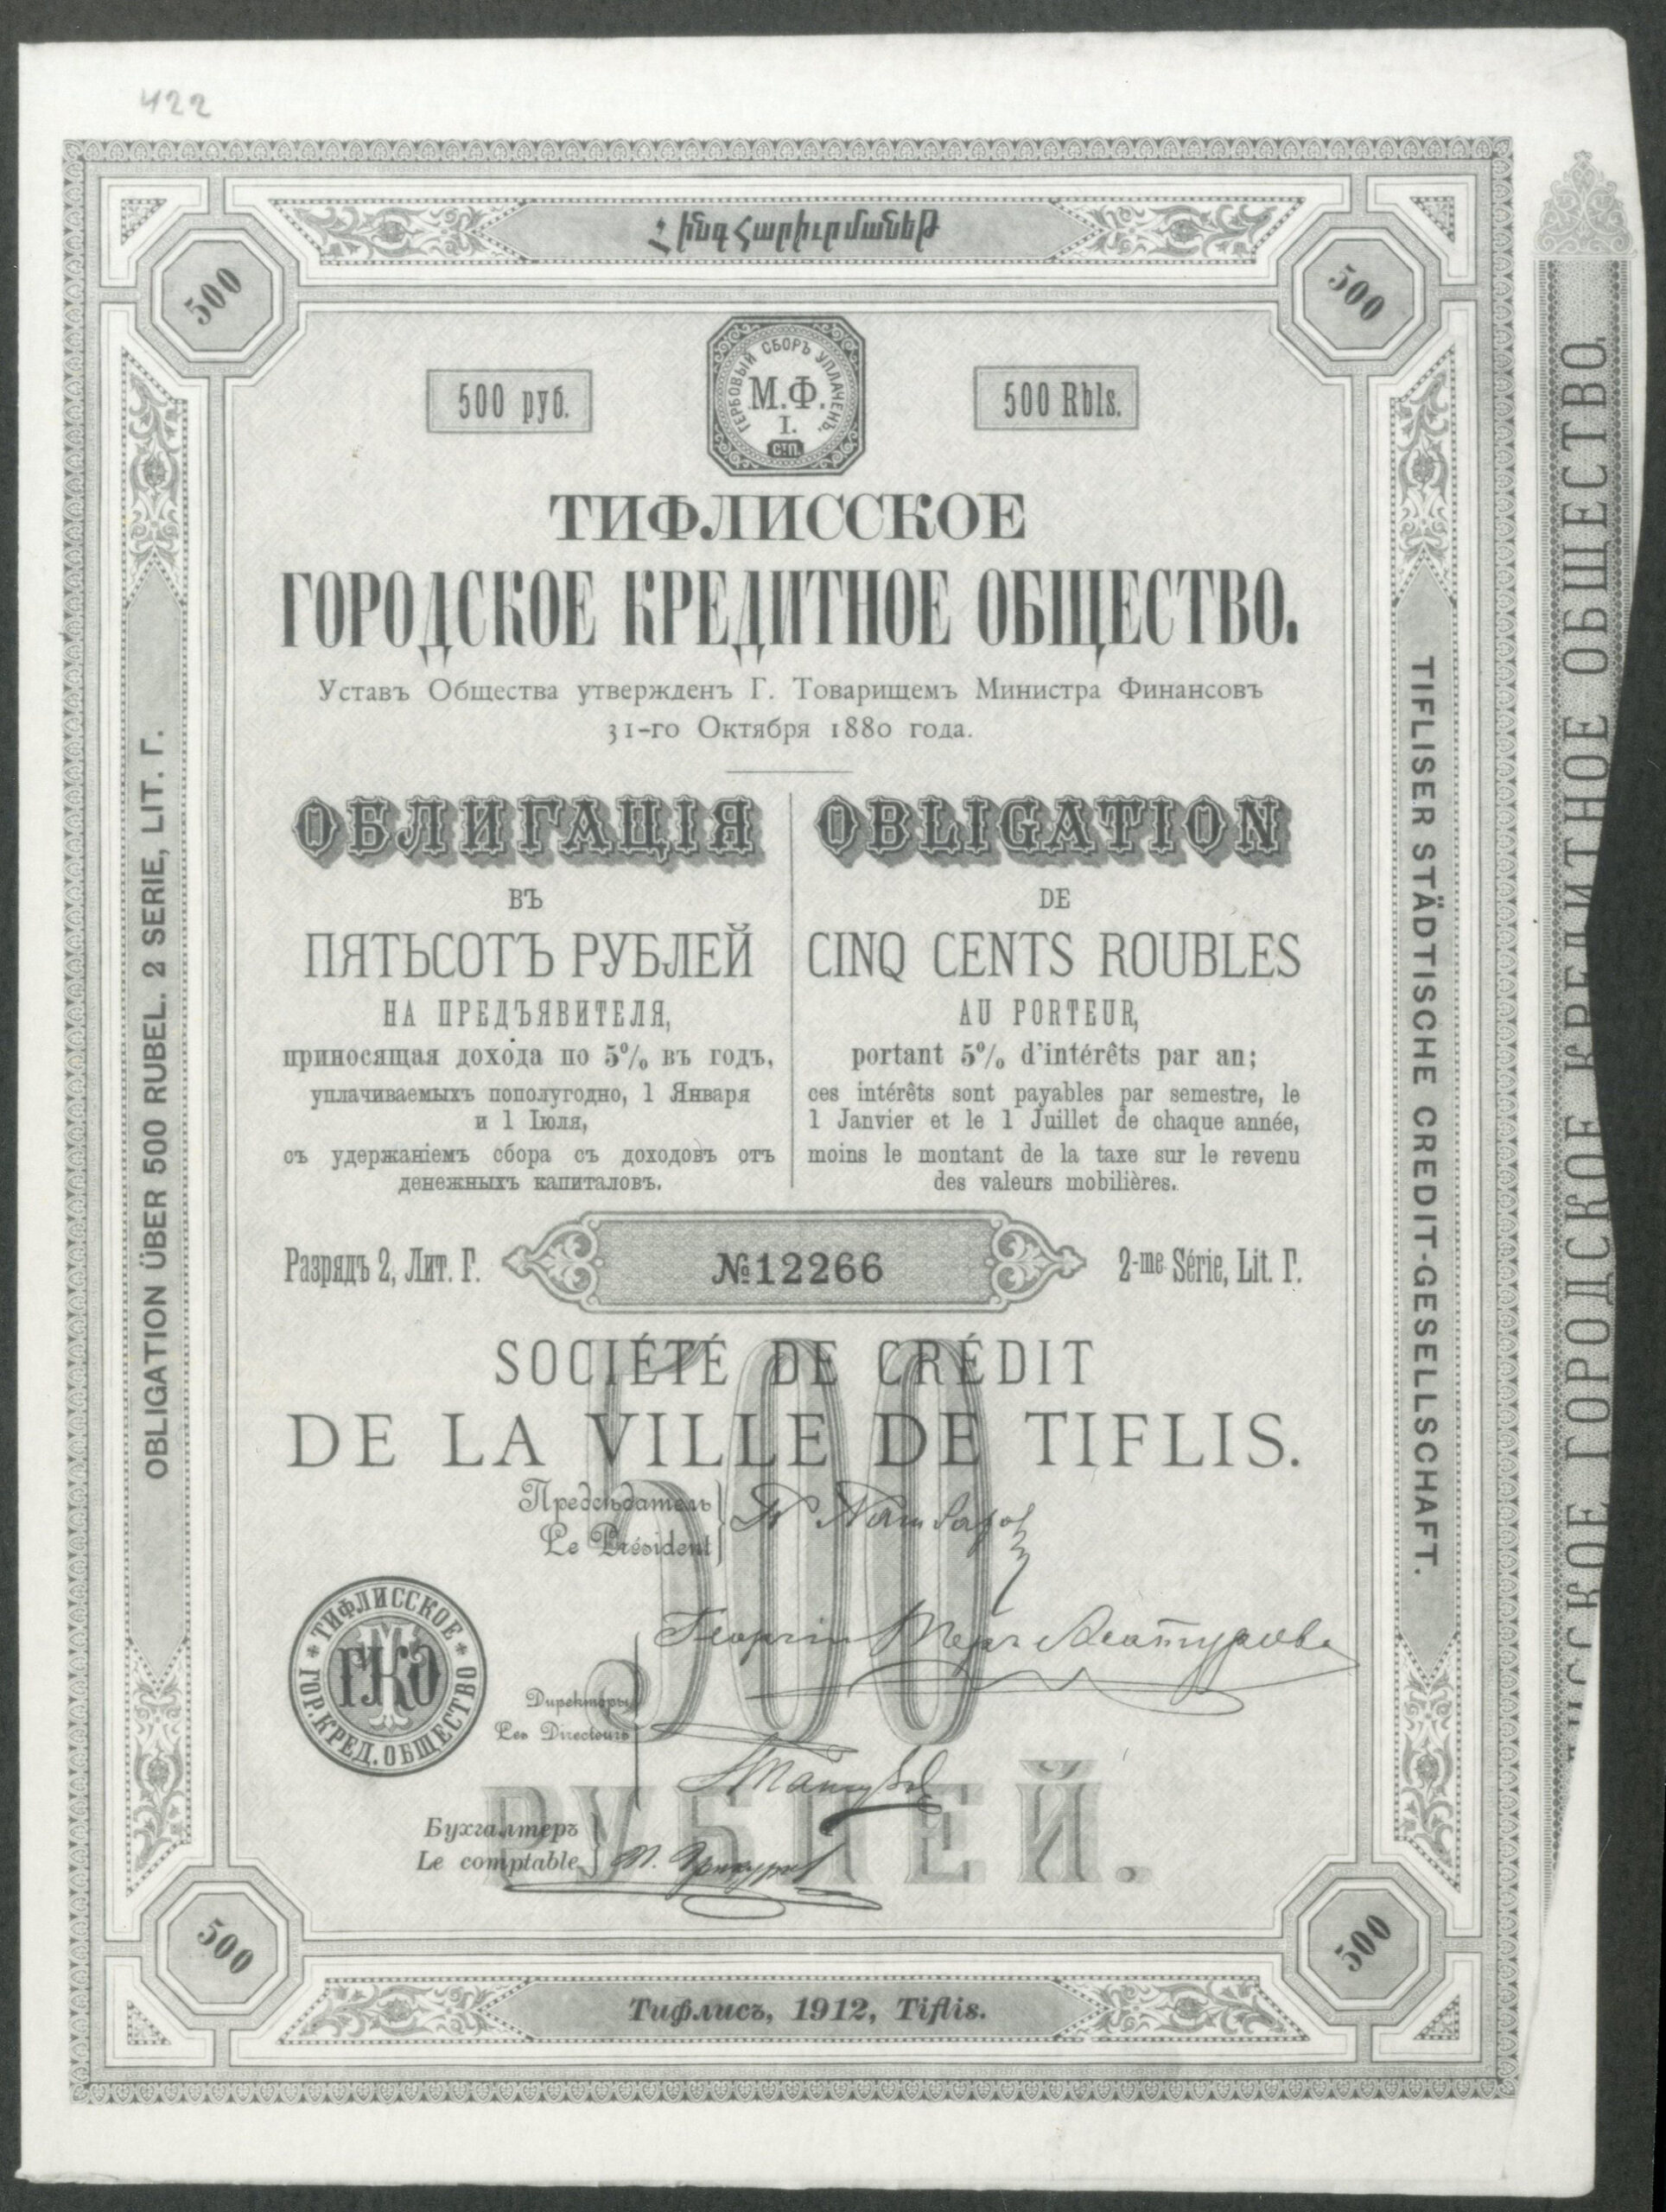 422
Հինգ Հարիւր Մանեթ
500
500
500 руб.
ГЕРБОВЫЙ СБОРЪ УПЛАЧЕНЪ.
М.Ф.
I.
500 Rbls.
ТИФЛИССКОЕ
ГОРОДСКОЕ КРЕДИТНОЕ ОБЩЕСТВО.
Уставъ Общества утвержденъ Г. Товарищемъ Министра Финансовъ
31-го Октября 1880 года.
ОБЛИГАЦІЯ
ВЪ
ПЯТЬСОТЪ РУБЛЕЙ
НА ПРЕДЪЯВИТЕЛЯ,
приносящая дохода по 5% въ годъ,
уплачиваемыхъ пополугодно, 1 Января
и 1 Іюля,
съ удержаніемъ сбора съ доходовъ отъ
денежныхъ капиталовъ.
OBLIGATION
DE
CINQ CENTS ROUBLES
AU PORTEUR,
portant 5% d'intérêts par an;
ces intérêts sont payables par semestre, le
1 Janvier et le 1 Juillet de chaque année,
moins le montant de la taxe sur le revenu
des valeurs mobilières.
Разрядъ 2, Лит. Г.
№12266
2-me Série, Lit. Г.
SOCIÉTÉ DE CRÉDIT
DE LA VILLE DE TIFLIS.
500
РУБЛЕЙ.
Предсѣдатель
Le Président
Директоры
Les Directeurs
Бухгалтеръ
Le comptable
ТИФЛИССКОЕ
ГОР.КРЕД.ОБЩЕСТВО
ТГКО
500
500
Тифлисъ, 1912, Tiflis.
OBLIGATION ÜBER 500 RUBEL. 2 SERIE, LIT. Г.
TIFLISER STÄDTISCHE CREDIT-GESELLSCHAFT.
ГОРОДСКОЕ КРЕДИТНОЕ ОБЩЕСТВО.